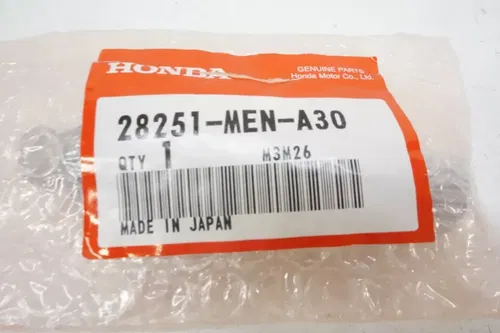 HONDA
GENUINE PARTS
Honda Motor Co., Ltd.
28251-MEN-A30
QTY 1 M3M26
MADE IN JAPAN